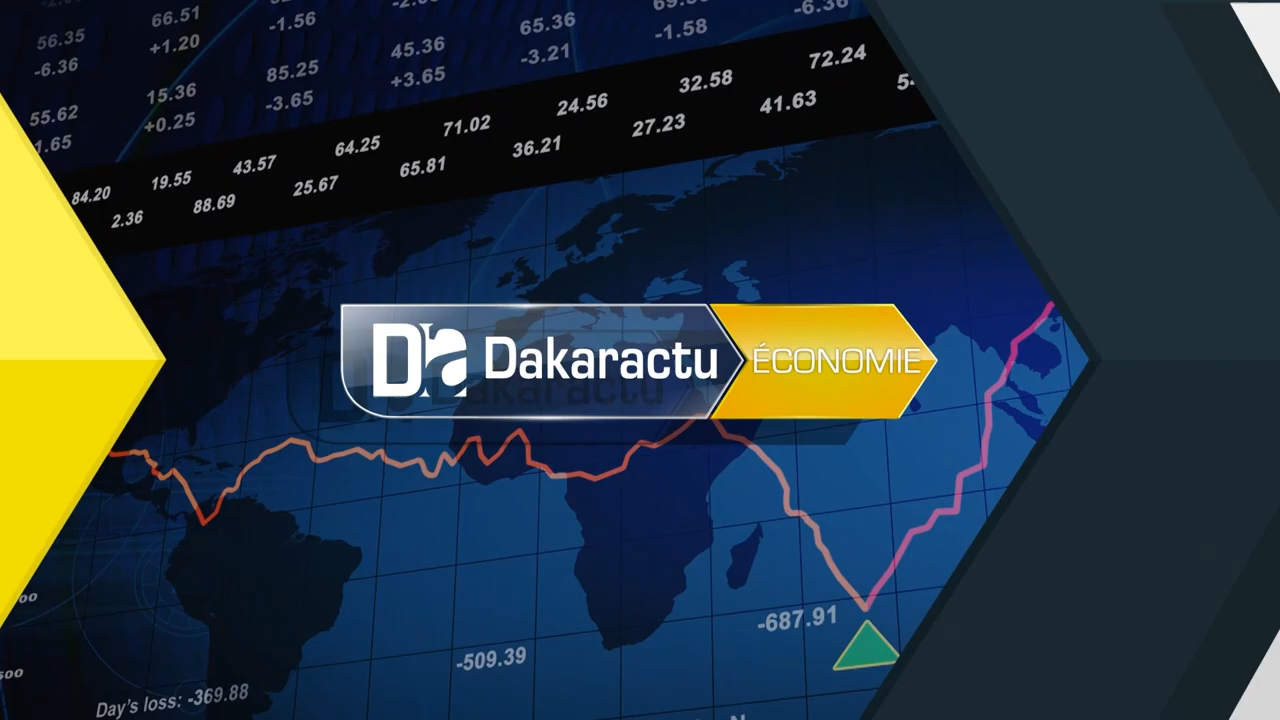 56.35 66.51 -1.56 65.36 -6.36
-6.36 +1.20 45.36 -3.21 -1.58
55.62 15.36 85.25 +3.65
+0.25 -3.65
84.20 19.55 43.57 64.25 71.02 24.56 32.58 72.24
2.36 88.69 25.67 65.81 36.21 27.23 41.63
Da Dakaractu ÉCONOMIE
-687.91
-509.39
Day's loss: -369.88